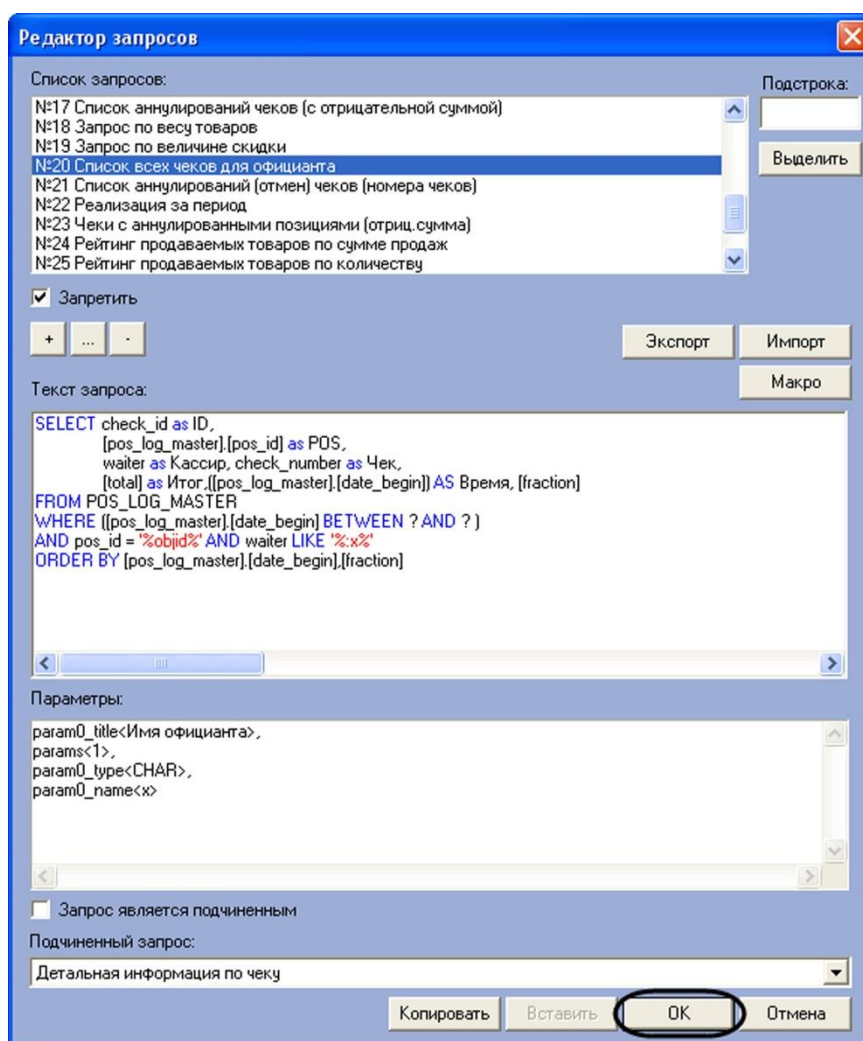 Редактор запросов
Список запросов:
Подстрока:
№17 Список аннулирований чеков (с отрицательной суммой)
№18 Запрос по весу товаров
№19 Запрос по величине скидки
№20 Список всех чеков для официанта
Выделить
№21 Список аннулирований (отмен) чеков (номера чеков)
№22 Реализация за период
№23 Чеки с аннулированными позициями (отриц.сумма)
№24 Рейтинг продаваемых товаров по сумме продаж
№25 Рейтинг продаваемых товаров по количеству
Запретить
+ ... - Экспорт Импорт
Макро
Текст запроса:
SELECT check_id as ID,
[pos_log_master].[pos_id] as POS,
waiter as Кассир, check_number as Чек,
[total] as Итог,([pos_log_master].[date_begin]) AS Время, [fraction]
FROM POS_LOG_MASTER
WHERE ([pos_log_master].[date_begin] BETWEEN ? AND ? )
AND pos_id = '%objid%' AND waiter LIKE '%:x%'
ORDER BY [pos_log_master].[date_begin],[fraction]
Параметры:
param0_title<Имя официанта>,
params<1>,
param0_type<CHAR>,
param0_name<x>
Запрос является подчиненным
Подчиненный запрос:
Детальная информация по чеку
Копировать Вставить OK Отмена